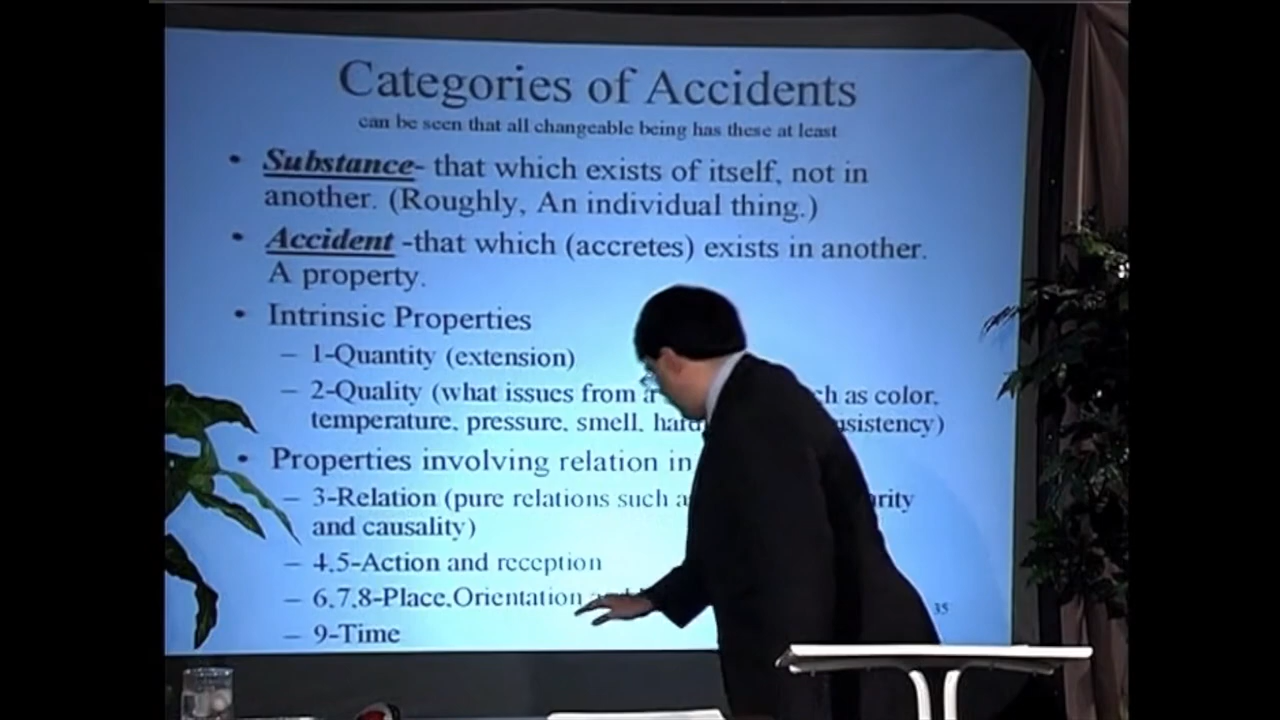 Categories of Accidents
can be seen that all changeable being has these at least
• Substance- that which exists of itself, not in
another. (Roughly, An individual thing.)
• Accident -that which (accretes) exists in another.
A property.
• Intrinsic Properties
– 1-Quantity (extension)
– 2-Quality (what issues from a ch as color,
temperature, pressure, smell, hard sistency)
• Properties involving relation in
– 3-Relation (pure relations such as arity
and causality)
– 4,5-Action and reception
– 6,7,8-Place,Orientation
– 9-Time
35